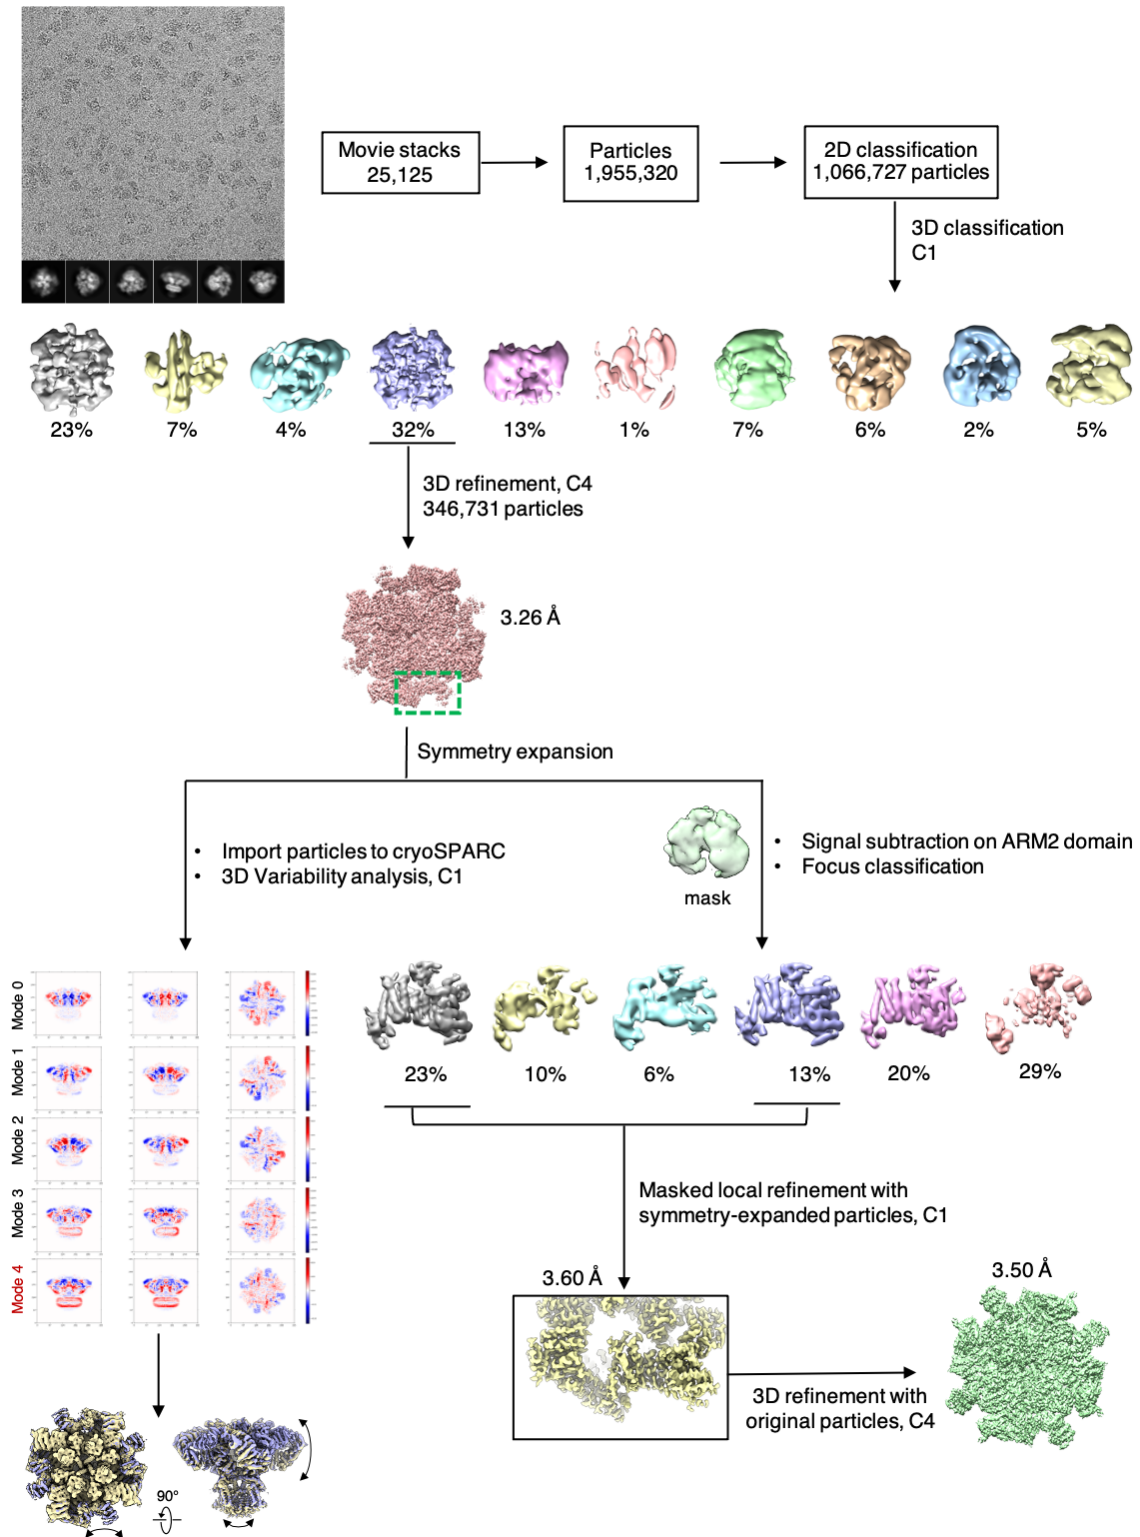 Movie stacks
25,125
Particles
1,955,320
2D classification
1,066,727 particles
3D classification
C1
23%
7%
4%
32%
13%
1%
7%
6%
2%
5%
3D refinement, C4
346,731 particles
3.26 Å
Symmetry expansion
• Import particles to cryoSPARC
• 3D Variability analysis, C1
mask
• Signal subtraction on ARM2 domain
• Focus classification
Mode 0
Mode 1
Mode 2
Mode 3
Mode 4
23%
10%
6%
13%
20%
29%
Masked local refinement with
symmetry-expanded particles, C1
3.60 Å
3.50 Å
3D refinement with
original particles, C4
90°